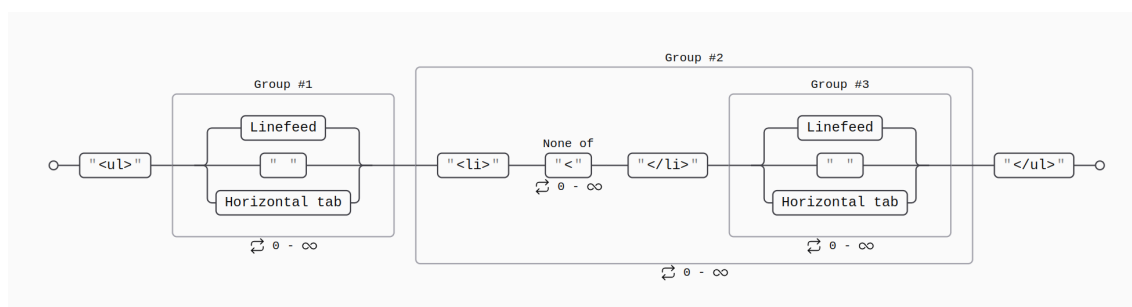 Group #2
Group #1
Group #3
Linefeed
Linefeed
None of
"<ul>"
" "
"<li>"
"<"
"</li>"
" "
"</ul>"
0 - ∞
Horizontal tab
Horizontal tab
0 - ∞
0 - ∞
0 - ∞